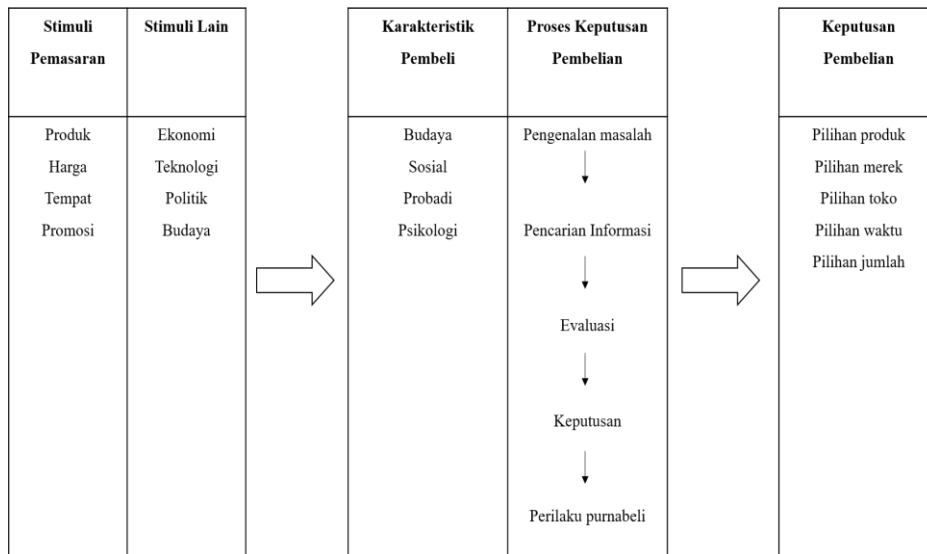 Stimuli
Pemasaran
Stimuli Lain
Karakteristik
Pembeli
Proses Keputusan
Pembelian
Keputusan
Pembelian
Produk
Harga
Tempat
Promosi
Ekonomi
Teknologi
Politik
Budaya
Budaya
Sosial
Probadi
Psikologi
Pengenalan masalah
Pencarian Informasi
Evaluasi
Keputusan
Perilaku purnabeli
Pilihan produk
Pilihan merek
Pilihan toko
Pilihan waktu
Pilihan jumlah